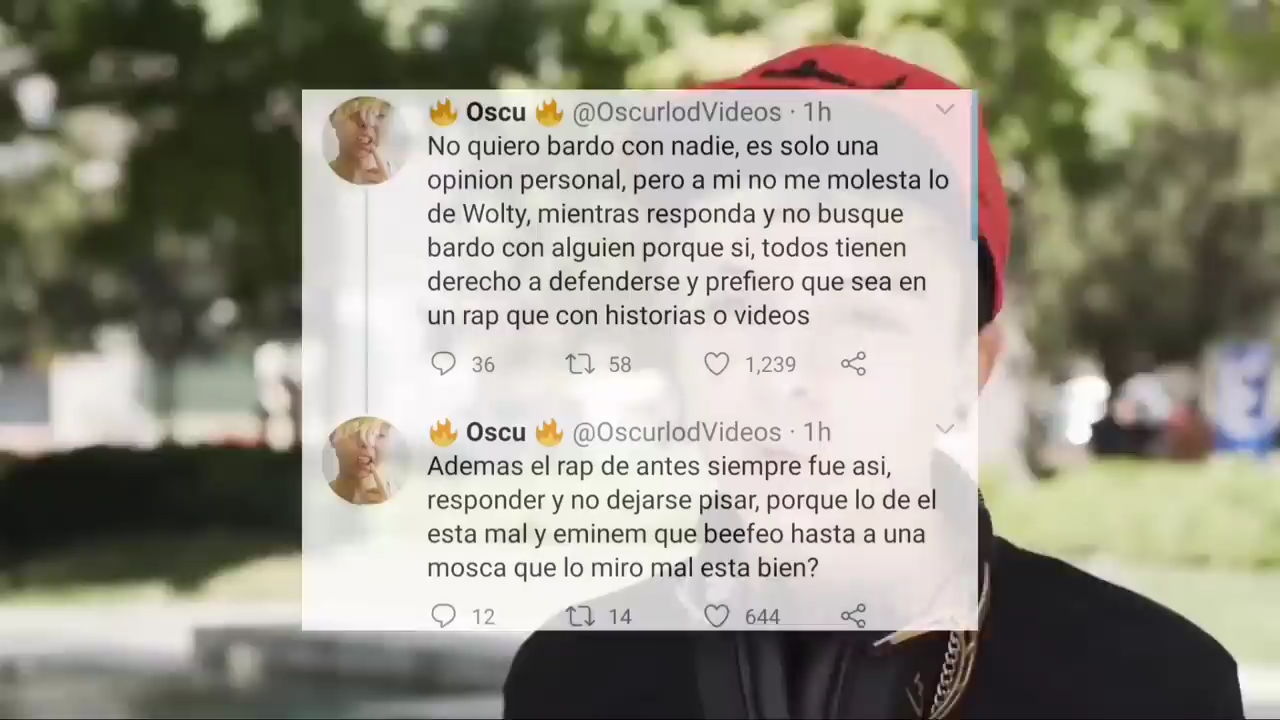 🔥 Oscu 🔥 @OscurlodVideos · 1h
No quiero bardo con nadie, es solo una
opinion personal, pero a mi no me molesta lo
de Wolty, mientras responda y no busque
bardo con alguien porque si, todos tienen
derecho a defenderse y prefiero que sea en
un rap que con historias o videos
36 58 1,239
🔥 Oscu 🔥 @OscurlodVideos · 1h
Ademas el rap de antes siempre fue asi,
responder y no dejarse pisar, porque lo de el
esta mal y eminem que beefeo hasta a una
mosca que lo miro mal esta bien?
12 14 644